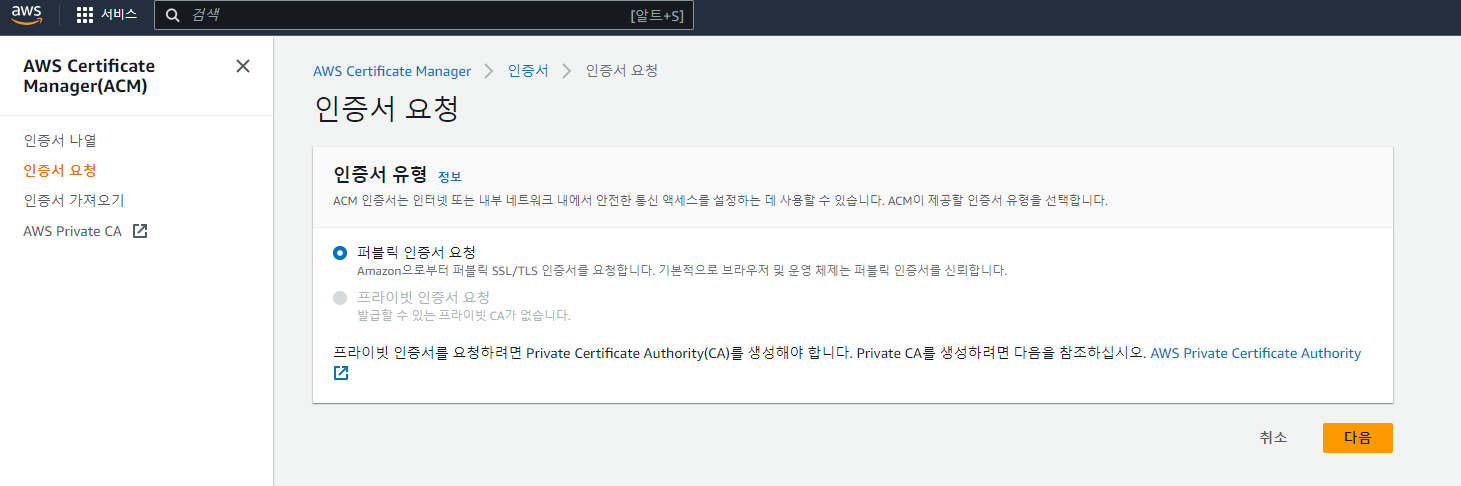 aws
서비스
검색
[알트+S]
AWS Certificate
Manager(ACM)
인증서 나열
인증서 요청
인증서 가져오기
AWS Private CA
AWS Certificate Manager
인증서
인증서 요청
인증서 요청
인증서 유형 정보
ACM 인증서는 인터넷 또는 내부 네트워크 내에서 안전한 통신 액세스를 설정하는 데 사용할 수 있습니다. ACM이 제공할 인증서 유형을 선택합니다.
퍼블릭 인증서 요청
Amazon으로부터 퍼블릭 SSL/TLS 인증서를 요청합니다. 기본적으로 브라우저 및 운영 체제는 퍼블릭 인증서를 신뢰합니다.
프라이빗 인증서 요청
발급할 수 있는 프라이빗 CA가 없습니다.
프라이빗 인증서를 요청하려면 Private Certificate Authority(CA)를 생성해야 합니다. Private CA를 생성하려면 다음을 참조하십시오. AWS Private Certificate Authority
취소
다음